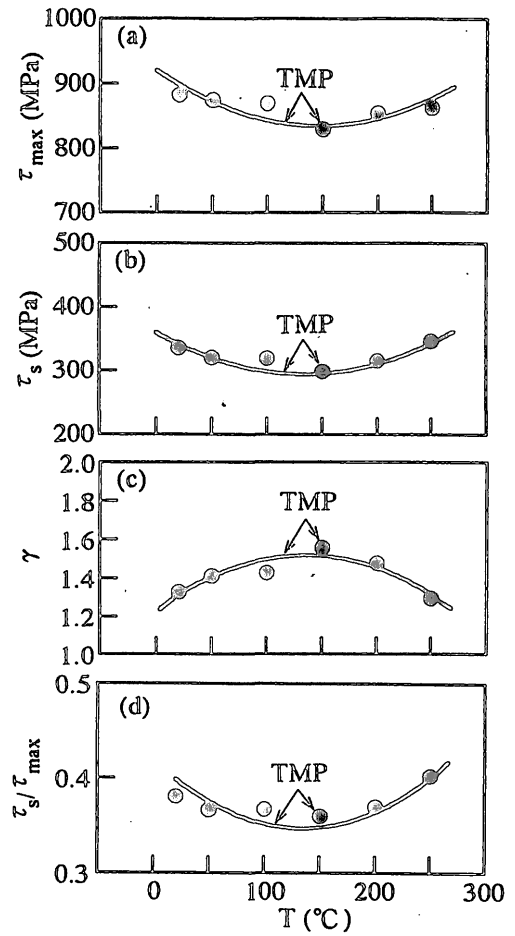 1000
(a)
900
TMP
τmax (MPa)
800
700
500
(b)
400
TMP
τs (MPa)
300
200
2.0
(c)
1.8
TMP
1.6
γ
1.4
1.2
1.0
0.5
(d)
0.4
TMP
τs/τmax
0.3
0 100 200 300
T (°C)